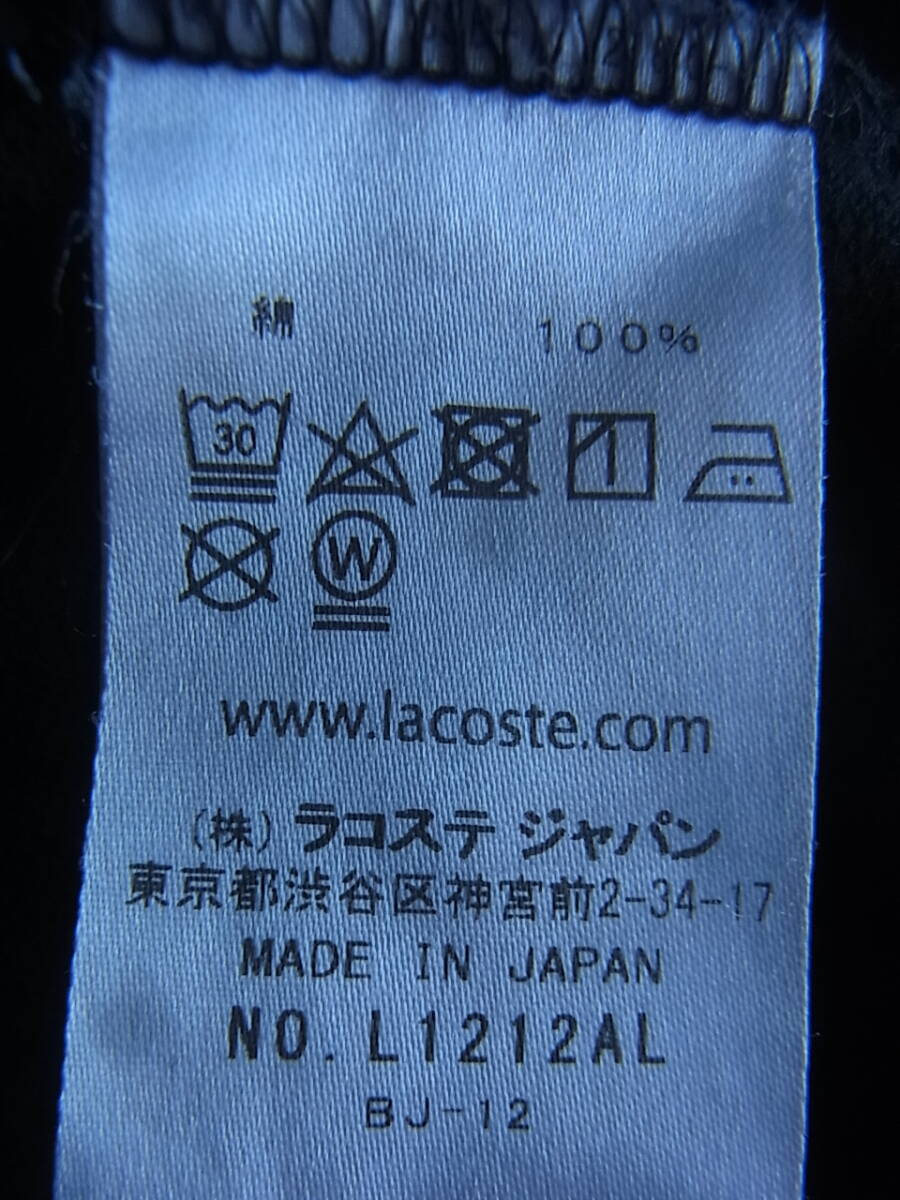 綿 100%
30
W
www.lacoste.com
(株) ラコステ ジャパン
東京都渋谷区神宮前2-34-17
MADE IN JAPAN
NO. L1212AL
BJ-12